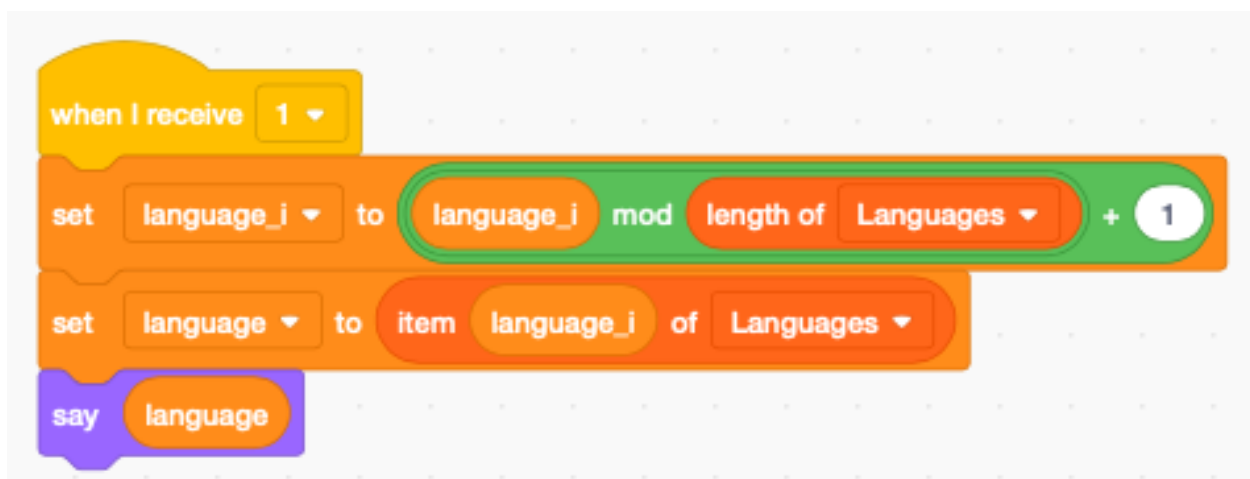 when I receive 1
set language_i to language_i mod length of Languages + 1
set language to item language_i of Languages
say language